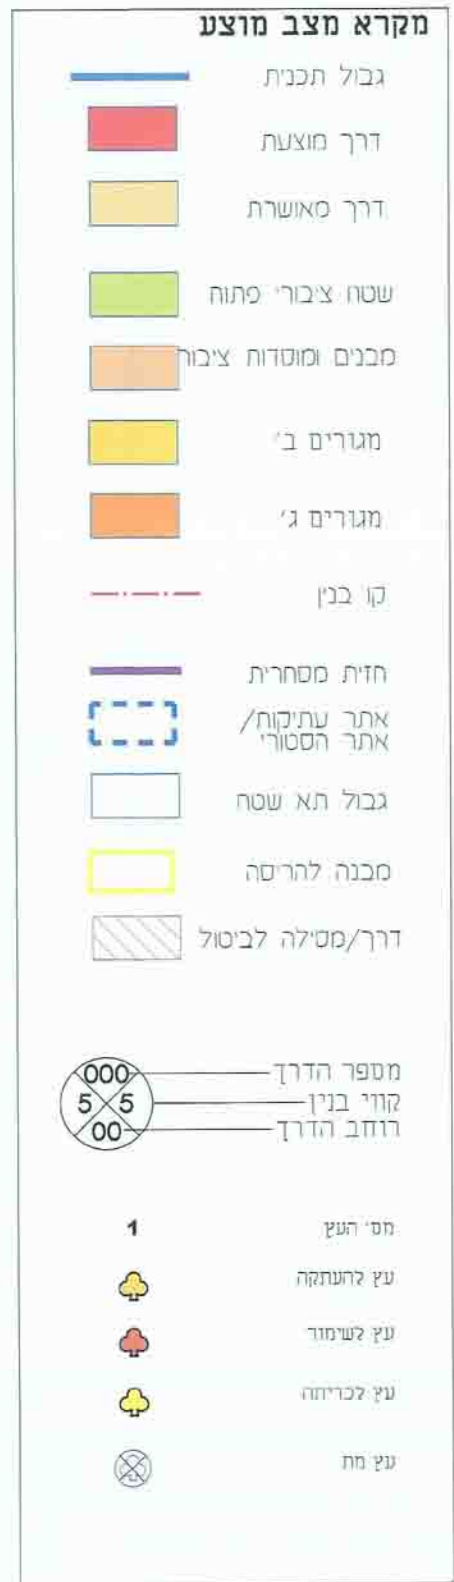 מקרא מצב מוצע
גבול תכנית
דרך מוצעת
דרך מאושרת
שטח ציבורי פתוח
מבנים ומוסדות ציבור
מגורים ב'
מגורים ג'
קו בנין
חזית מסחרית
אתר עתיקות/
אתר הסטורי
גבול תא שטח
מבנה להריסה
דרך/מסילה לביטול
000 מספר הדרך
5 5 קווי בנין
00 רוחב הדרך
1 מס' העץ
עץ להעתקה
עץ לשימור
עץ לכריתה
עץ מת